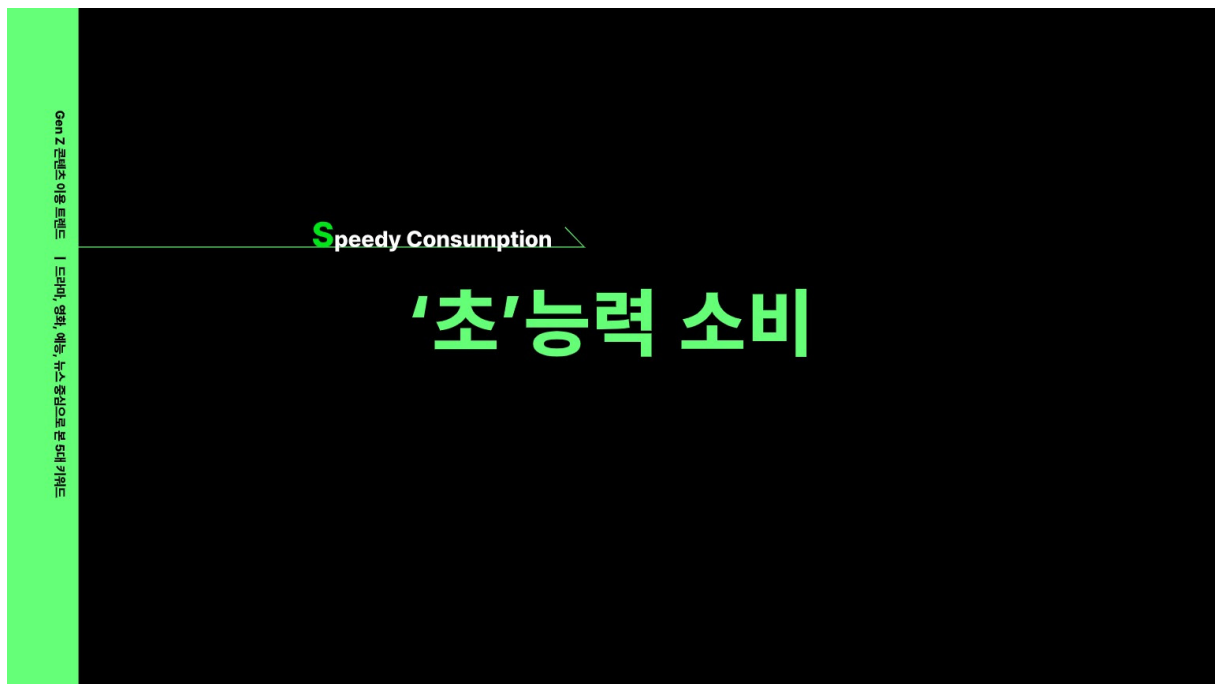 Gen Z 콘텐츠 이용 트렌드 | 드라마, 영화, 예능, 뉴스 중심으로 본 5대 키워드
Speedy Consumption
‘초’능력 소비